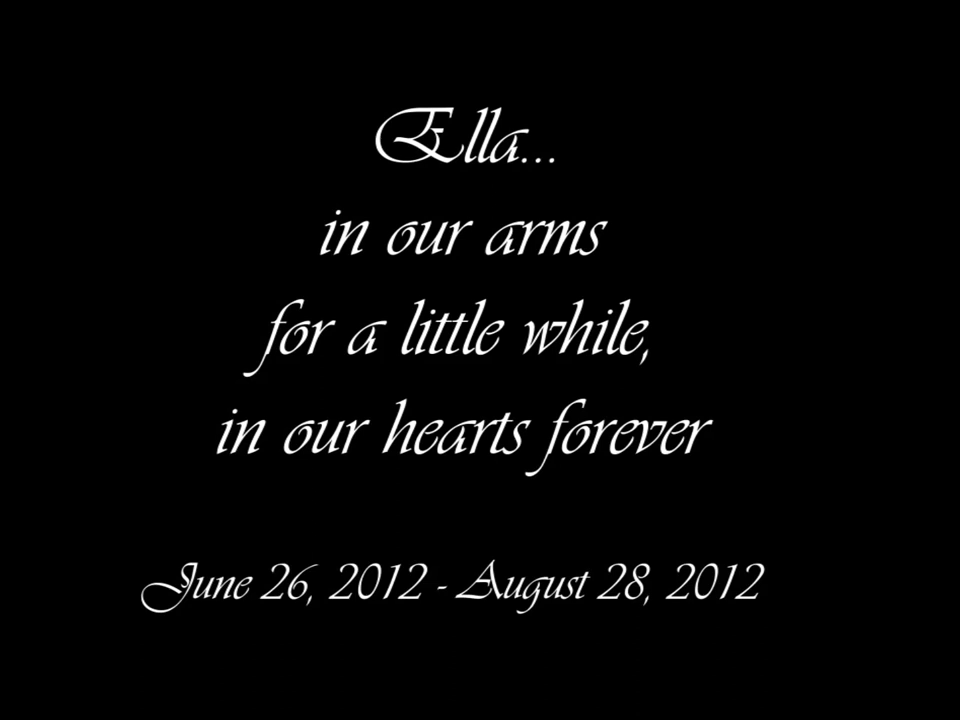 Ella...
in our arms
for a little while,
in our hearts forever
June 26, 2012 - August 28, 2012